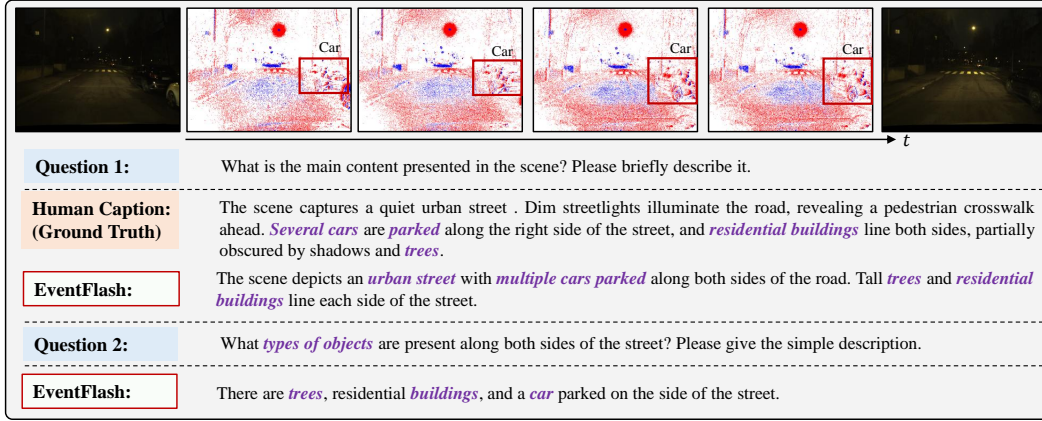 Car
Car
Car
Car
t
Question 1:
What is the main content presented in the scene? Please briefly describe it.
Human Caption:
(Ground Truth)
The scene captures a quiet urban street . Dim streetlights illuminate the road, revealing a pedestrian crosswalk
ahead. Several cars are parked along the right side of the street, and residential buildings line both sides, partially
obscured by shadows and trees.
EventFlash:
The scene depicts an urban street with multiple cars parked along both sides of the road. Tall trees and residential
buildings line each side of the street.
Question 2:
What types of objects are present along both sides of the street? Please give the simple description.
EventFlash:
There are trees, residential buildings, and a car parked on the side of the street.